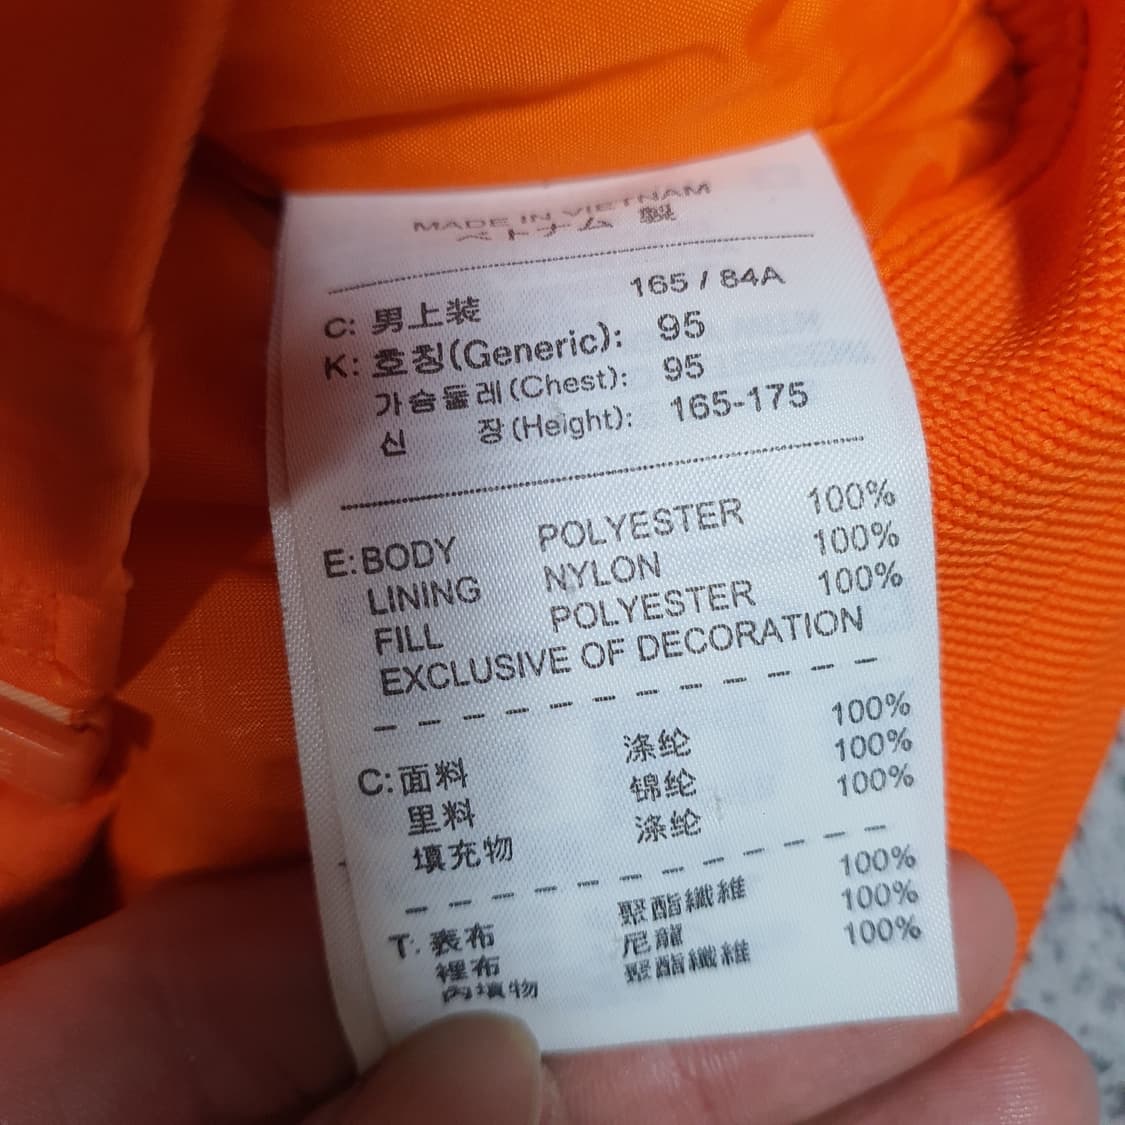 MADE IN VIETNAM
ベトナム 製
C: 男上装 165 / 84A
K: 호칭(Generic): 95
가슴둘레(Chest): 95
신 장(Height): 165-175
E: BODY POLYESTER 100%
LINING NYLON 100%
FILL POLYESTER 100%
EXCLUSIVE OF DECORATION
C: 面料 涤纶 100%
里料 锦纶 100%
填充物 涤纶 100%
T: 表布 聚酯纖維 100%
裡布 尼龍 100%
內填物 聚酯纖維 100%